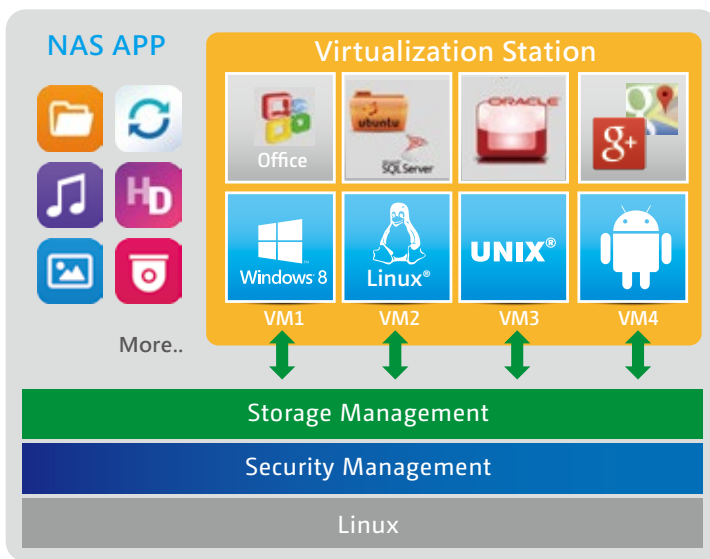 NAS APP
Virtualization Station
Office
ubuntu
SQL Server
ORACLE
g+
HD
Windows 8
Linux®
UNIX®
VM1
VM2
VM3
VM4
More..
Storage Management
Security Management
Linux